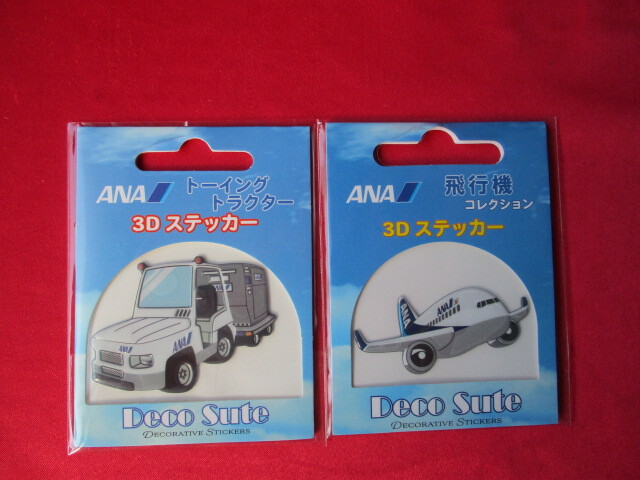 ANA
トーイング
トラクター
3D ステッカー
ANA
ANA
Deco Sute
DECORATIVE STICKERS
ANA
飛行機
コレクション
3D ステッカー
ANA
Deco Sute
DECORATIVE STICKERS